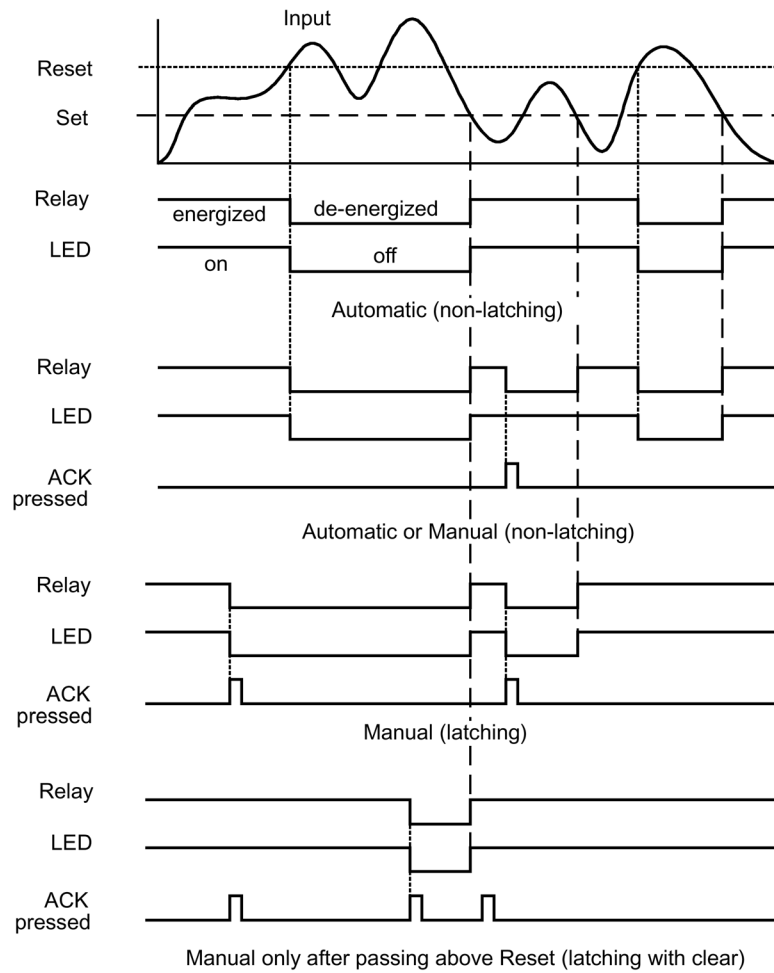 Input
Reset
Set
Relay
energized
de-energized
LED
on
off
Automatic (non-latching)
Relay
LED
ACK
pressed
Automatic or Manual (non-latching)
Relay
LED
ACK
pressed
Manual (latching)
Relay
LED
ACK
pressed
Manual only after passing above Reset (latching with clear)